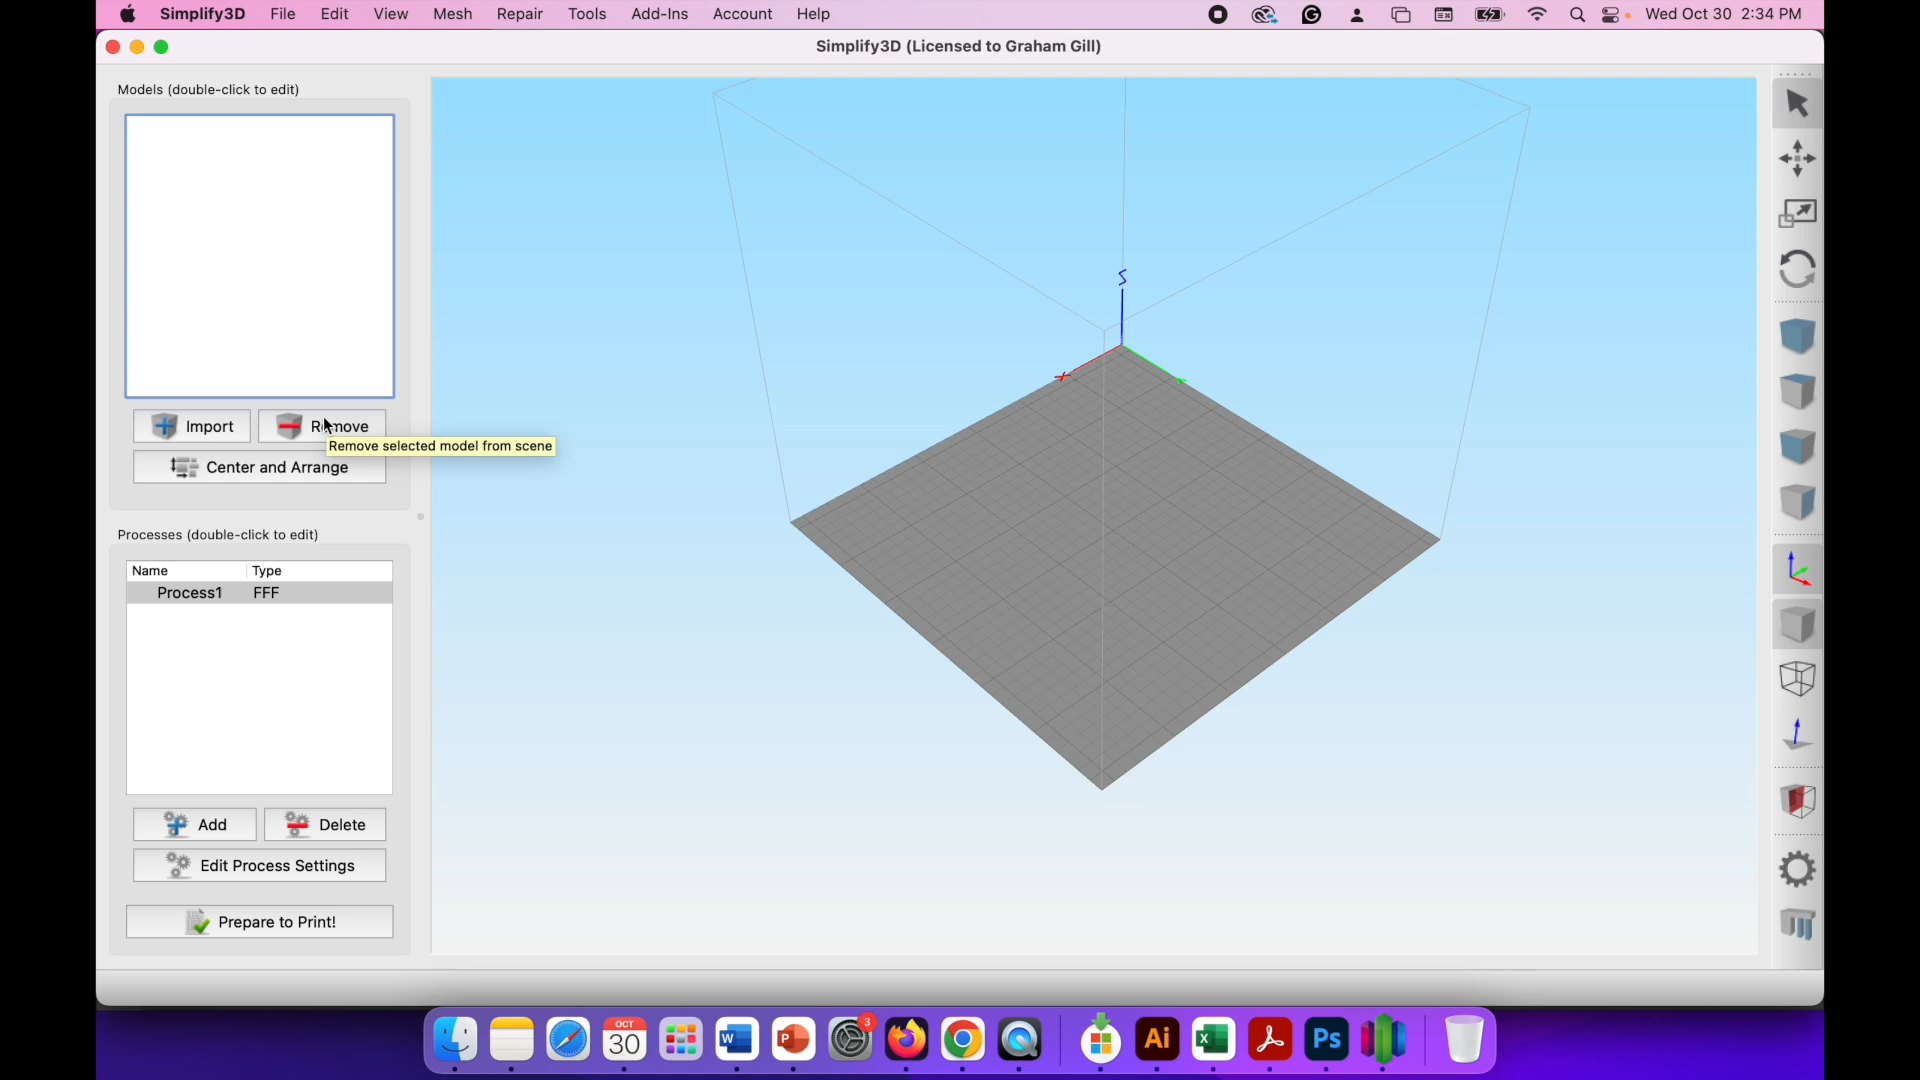 Simplify3D File Edit View Mesh Repair Tools Add-Ins Account Help Wed Oct 30 2:34 PM
Simplify3D (Licensed to Graham Gill)
Models (double-click to edit)
Import Remove
Remove selected model from scene
Center and Arrange
Processes (double-click to edit)
Name Type
Process1 FFF
Add Delete
Edit Process Settings
Prepare to Print!
OCT
30
W
P
3
Ai
X
Ps